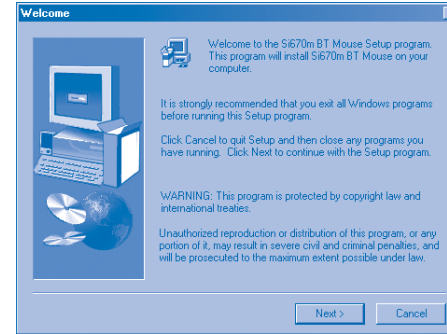 Welcome
Welcome to the Si670m BT Mouse Setup program.
This program will install Si670m BT Mouse on your
computer.
It is strongly recommended that you exit all Windows programs
before running this Setup program.
Click Cancel to quit Setup and then close any programs you
have running. Click Next to continue with the Setup program.
WARNING: This program is protected by copyright law and
international treaties.
Unauthorized reproduction or distribution of this program, or any
portion of it, may result in severe civil and criminal penalties, and
will be prosecuted to the maximum extent possible under law.
Next >
Cancel